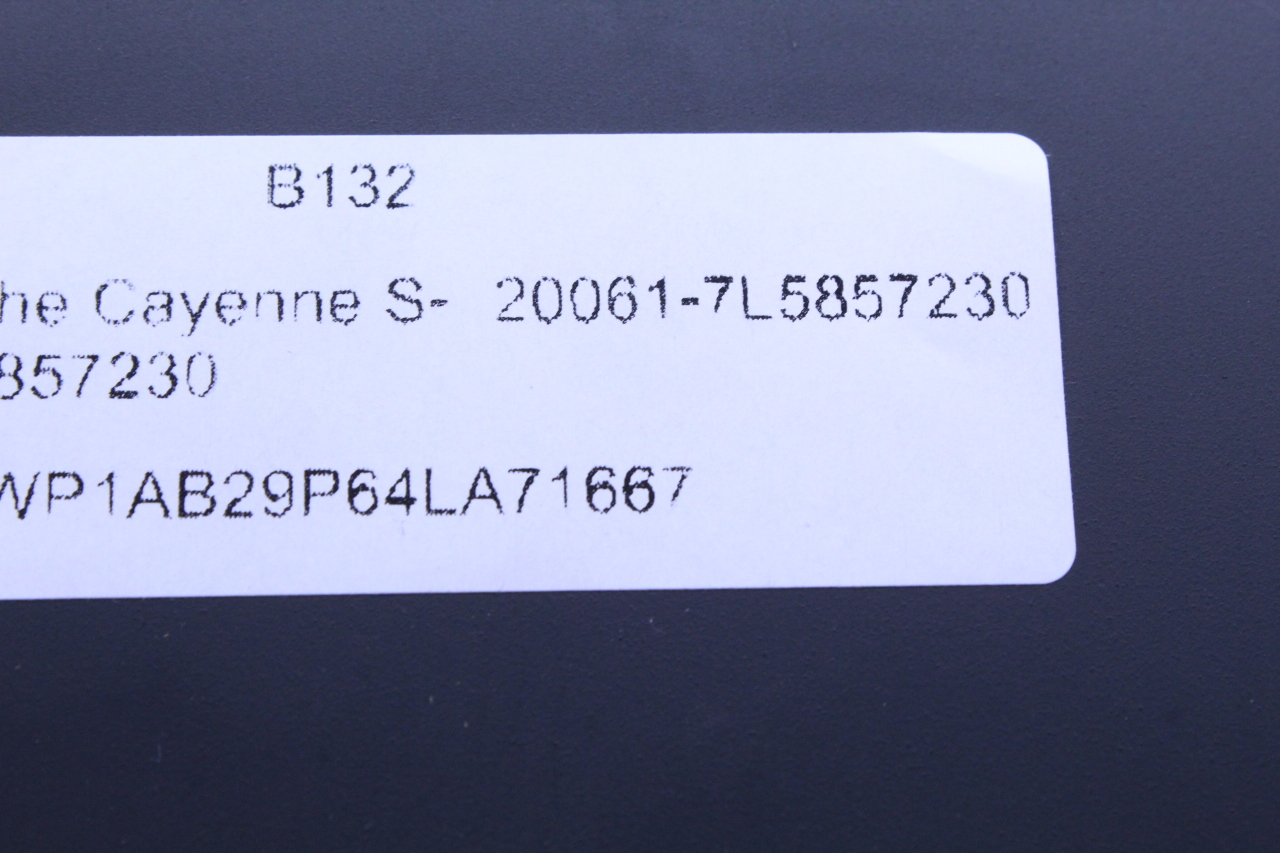 B132
he Cayenne S- 20061-7L5857230
857230
WP1AB29P64LA71667